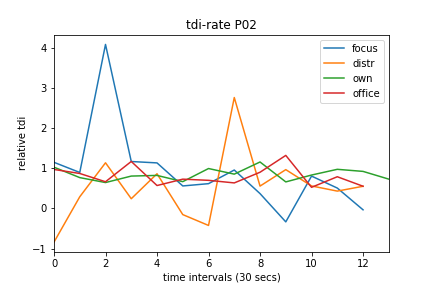 tdi-rate P02
4
3
2
1
0
−1
relative tdi
focus
distr
own
office
0 2 4 6 8 10 12
time intervals (30 secs)